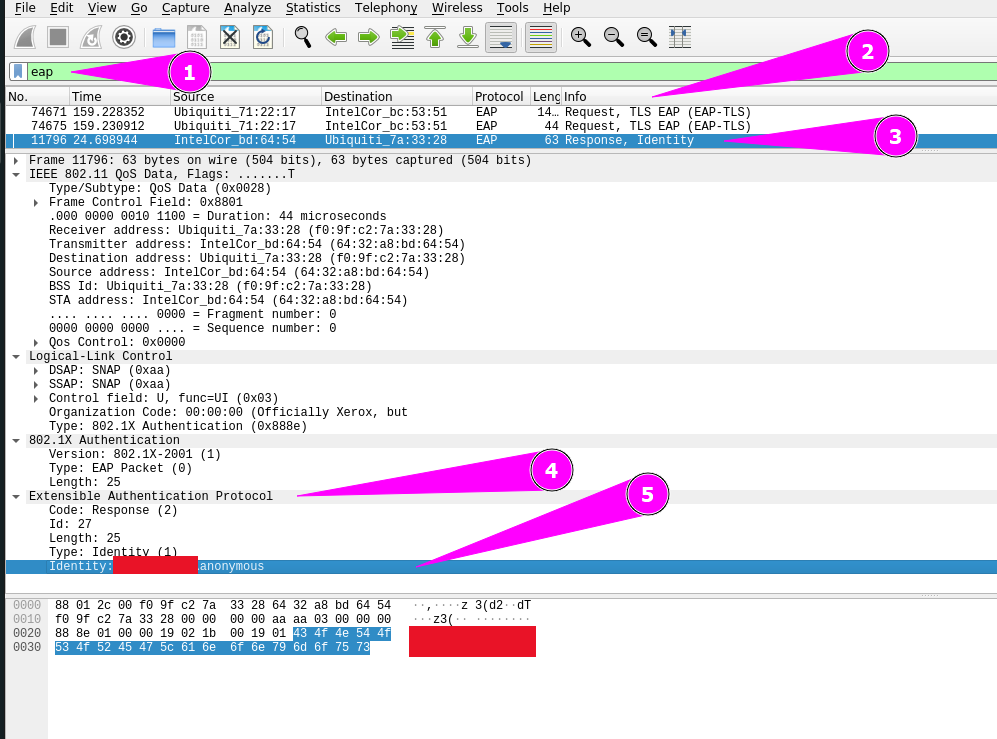 File Edit View Go Capture Analyze Statistics Telephony Wireless Tools Help
eap
1
2
No. Time Source Destination Protocol Leng Info
74671 159.228352 Ubiquiti_71:22:17 IntelCor_bc:53:51 EAP 14… Request, TLS EAP (EAP-TLS)
74675 159.230912 Ubiquiti_71:22:17 IntelCor_bc:53:51 EAP 44 Request, TLS EAP (EAP-TLS)
11796 24.698944 IntelCor_bd:64:54 Ubiquiti_7a:33:28 EAP 63 Response, Identity
3
Frame 11796: 63 bytes on wire (504 bits), 63 bytes captured (504 bits)
IEEE 802.11 QoS Data, Flags: .......T
Type/Subtype: QoS Data (0x0028)
Frame Control Field: 0x8801
.000 0000 0010 1100 = Duration: 44 microseconds
Receiver address: Ubiquiti_7a:33:28 (f0:9f:c2:7a:33:28)
Transmitter address: IntelCor_bd:64:54 (64:32:a8:bd:64:54)
Destination address: Ubiquiti_7a:33:28 (f0:9f:c2:7a:33:28)
Source address: IntelCor_bd:64:54 (64:32:a8:bd:64:54)
BSS Id: Ubiquiti_7a:33:28 (f0:9f:c2:7a:33:28)
STA address: IntelCor_bd:64:54 (64:32:a8:bd:64:54)
.... .... .... 0000 = Fragment number: 0
0000 0000 0000 .... = Sequence number: 0
Qos Control: 0x0000
Logical-Link Control
DSAP: SNAP (0xaa)
SSAP: SNAP (0xaa)
Control field: U, func=UI (0x03)
Organization Code: 00:00:00 (Officially Xerox, but
Type: 802.1X Authentication (0x888e)
802.1X Authentication
Version: 802.1X-2001 (1)
Type: EAP Packet (0)
Length: 25
4
Extensible Authentication Protocol
5
Code: Response (2)
Id: 27
Length: 25
Type: Identity (1)
Identity: anonymous
0000 88 01 2c 00 f0 9f c2 7a 33 28 64 32 a8 bd 64 54 ··,····z 3(d2··dT
0010 f0 9f c2 7a 33 28 00 00 00 00 aa aa 03 00 00 00 ···z3(·· ········
0020 88 8e 01 00 00 19 02 1b 00 19 01 43 4f 4e 54 4f
0030 53 4f 52 45 47 5c 61 6e 6f 6e 79 6d 6f 75 73